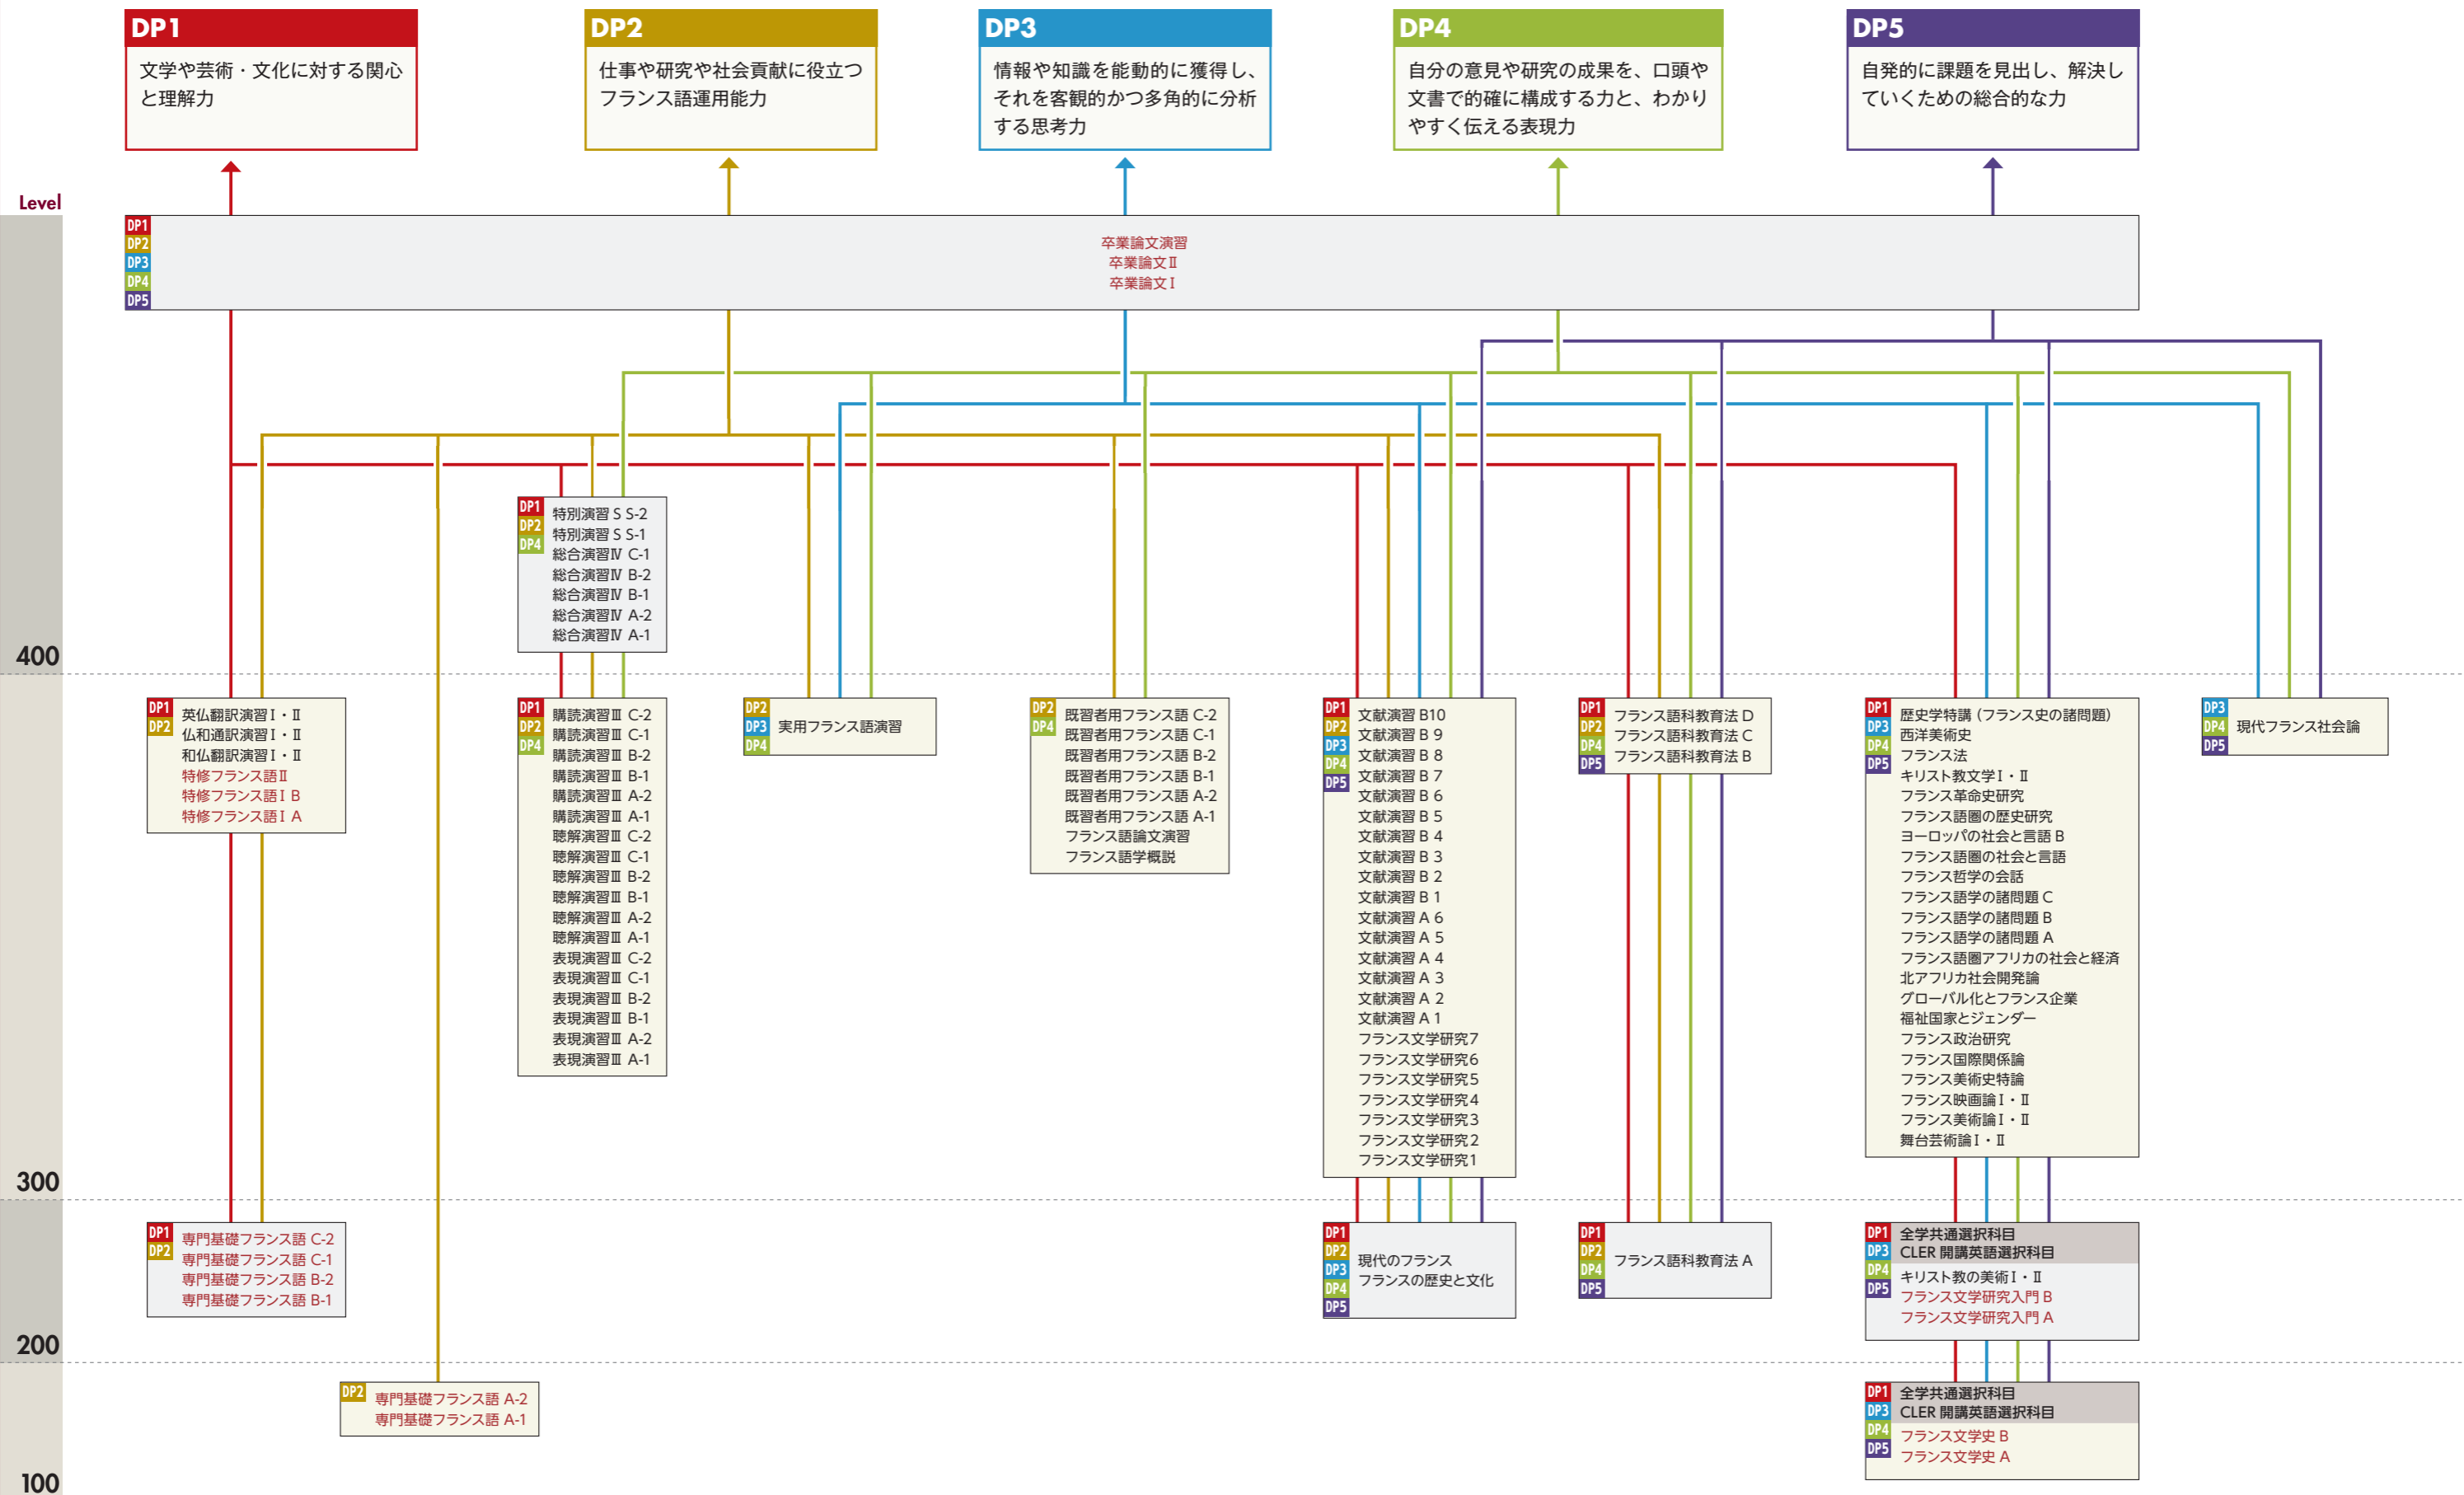 DP1
文学や芸術・文化に対する関心
と理解力
DP2
仕事や研究や社会貢献に役立つ
フランス語運用能力
DP3
情報や知識を能動的に獲得し、
それを客観的かつ多角的に分析
する思考力
DP4
自分の意見や研究の成果を、口頭や
文書で的確に構成する力と、わかり
やすく伝える表現力
DP5
自発的に課題を見出し、解決し
ていくための総合的な力
Level
DP1
DP2
DP3
DP4
DP5
卒業論文演習
卒業論文Ⅱ
卒業論文Ⅰ
DP1
DP2
DP4
特別演習 S S-2
特別演習 S S-1
総合演習Ⅳ C-1
総合演習Ⅳ B-2
総合演習Ⅳ B-1
総合演習Ⅳ A-2
総合演習Ⅳ A-1
400
DP1
DP2
英仏翻訳演習Ⅰ・Ⅱ
仏和通訳演習Ⅰ・Ⅱ
和仏翻訳演習Ⅰ・Ⅱ
特修フランス語Ⅱ
特修フランス語Ⅰ B
特修フランス語Ⅰ A
DP1
DP2
DP4
購読演習Ⅲ C-2
購読演習Ⅲ C-1
購読演習Ⅲ B-2
購読演習Ⅲ B-1
購読演習Ⅲ A-2
購読演習Ⅲ A-1
聴解演習Ⅲ C-2
聴解演習Ⅲ C-1
聴解演習Ⅲ B-2
聴解演習Ⅲ B-1
聴解演習Ⅲ A-2
聴解演習Ⅲ A-1
表現演習Ⅲ C-2
表現演習Ⅲ C-1
表現演習Ⅲ B-2
表現演習Ⅲ B-1
表現演習Ⅲ A-2
表現演習Ⅲ A-1
DP2
DP3
DP4
実用フランス語演習
DP2
DP4
既習者用フランス語 C-2
既習者用フランス語 C-1
既習者用フランス語 B-2
既習者用フランス語 B-1
既習者用フランス語 A-2
既習者用フランス語 A-1
フランス語論文演習
フランス語学概説
DP1
DP2
DP3
DP4
DP5
文献演習 B10
文献演習 B 9
文献演習 B 8
文献演習 B 7
文献演習 B 6
文献演習 B 5
文献演習 B 4
文献演習 B 3
文献演習 B 2
文献演習 B 1
文献演習 A 6
文献演習 A 5
文献演習 A 4
文献演習 A 3
文献演習 A 2
文献演習 A 1
フランス文学研究7
フランス文学研究6
フランス文学研究5
フランス文学研究4
フランス文学研究3
フランス文学研究2
フランス文学研究1
DP1
DP2
DP4
DP5
フランス語科教育法 D
フランス語科教育法 C
フランス語科教育法 B
DP1
DP3
DP4
DP5
歴史学特講（フランス史の諸問題）
西洋美術史
フランス法
キリスト教文学Ⅰ・Ⅱ
フランス革命史研究
フランス語圏の歴史研究
ヨーロッパの社会と言語 B
フランス語圏の社会と言語
フランス哲学の会話
フランス語学の諸問題 C
フランス語学の諸問題 B
フランス語学の諸問題 A
フランス語圏アフリカの社会と経済
北アフリカ社会開発論
グローバル化とフランス企業
福祉国家とジェンダー
フランス政治研究
フランス国際関係論
フランス美術史特論
フランス映画論Ⅰ・Ⅱ
フランス美術論Ⅰ・Ⅱ
舞台芸術論Ⅰ・Ⅱ
DP3
DP4
DP5
現代フランス社会論
300
DP1
DP2
専門基礎フランス語 C-2
専門基礎フランス語 C-1
専門基礎フランス語 B-2
専門基礎フランス語 B-1
DP1
DP2
DP3
DP4
DP5
現代のフランス
フランスの歴史と文化
DP1
DP2
DP4
DP5
フランス語科教育法 A
DP1
DP3
DP4
DP5
全学共通選択科目
CLER 開講英語選択科目
キリスト教の美術Ⅰ・Ⅱ
フランス文学研究入門 B
フランス文学研究入門 A
200
DP2
専門基礎フランス語 A-2
専門基礎フランス語 A-1
DP1
DP3
DP4
DP5
全学共通選択科目
CLER 開講英語選択科目
フランス文学史 B
フランス文学史 A
100